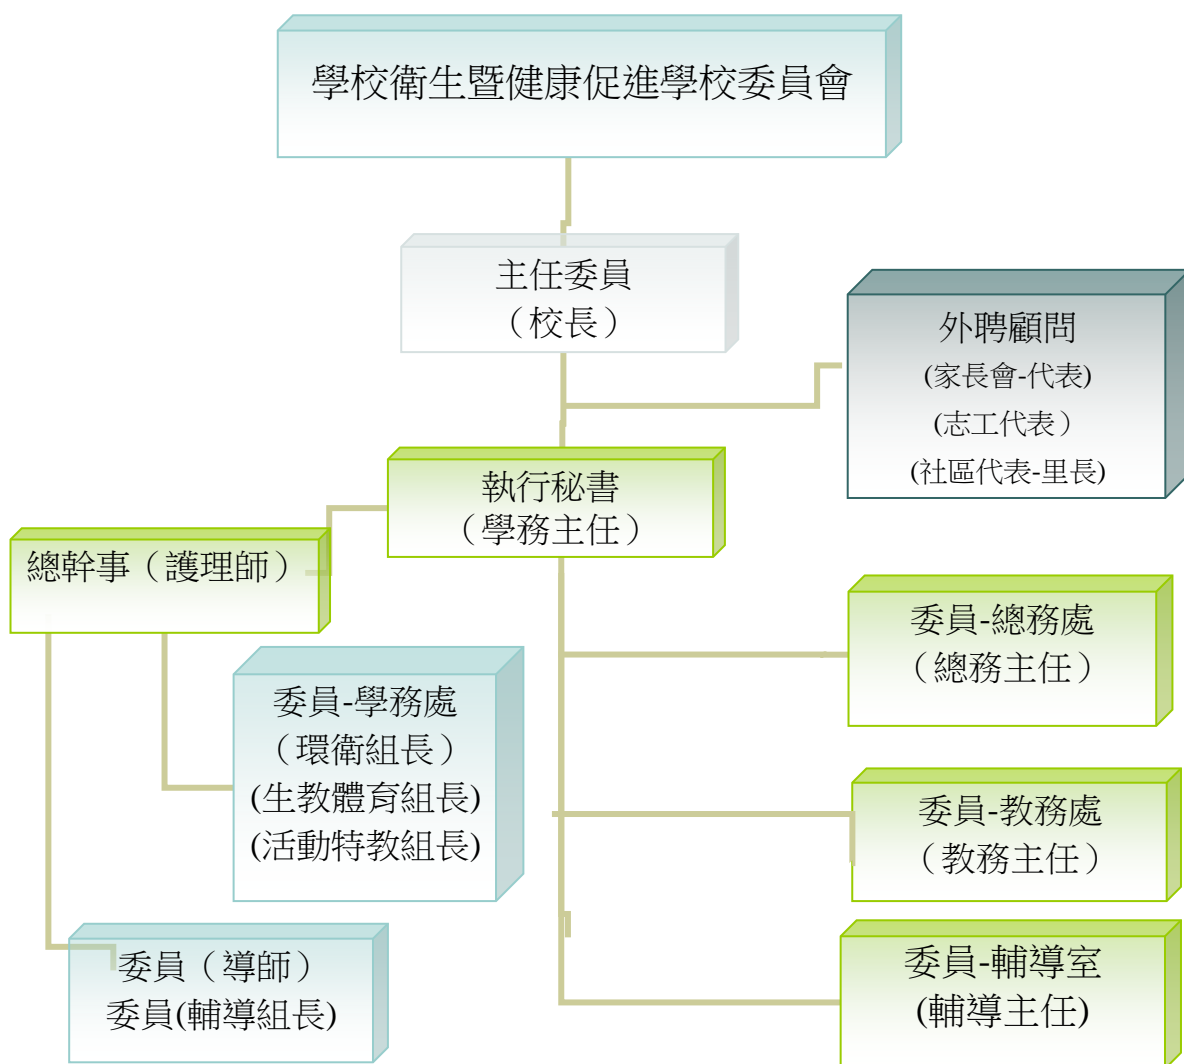 學校衛生暨健康促進學校委員會
主任委員
（校長）
外聘顧問
(家長會-代表)
(志工代表）
(社區代表-里長)
執行秘書
（學務主任）
總幹事（護理師）
委員-總務處
（總務主任）
委員-學務處
（環衛組長）
(生教體育組長)
(活動特教組長)
委員-教務處
（教務主任）
委員（導師）
委員(輔導組長)
委員-輔導室
(輔導主任)